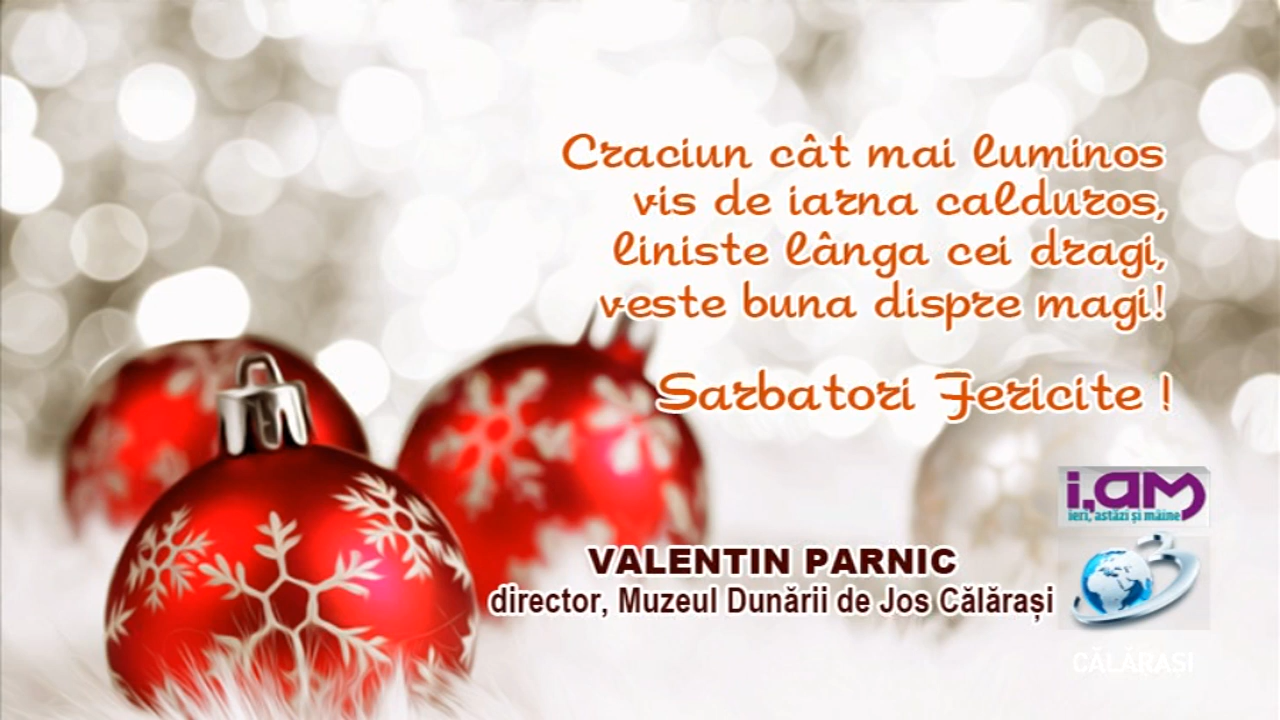 Craciun cât mai luminos
vis de iarna calduros,
liniste lânga cei dragi,
veste buna dispre magi!
Sarbatori Fericite !
i,am
ieri, astăzi și mâine
3
VALENTIN PARNIC
director, Muzeul Dunării de Jos Călărași
CĂLĂRAȘI